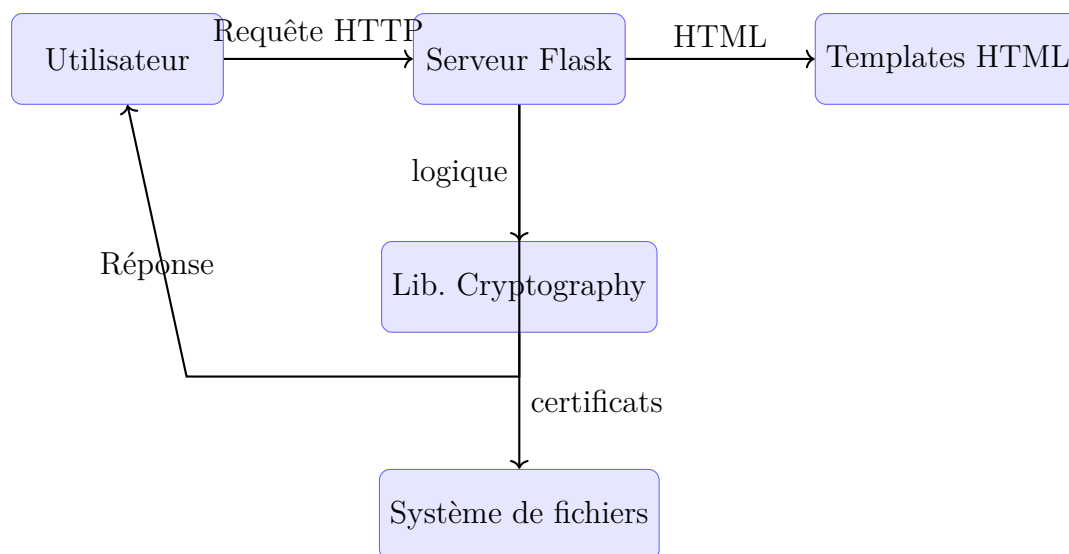 Requête HTTP
HTML
Utilisateur
Serveur Flask
Templates HTML
logique
Réponse
Lib. Cryptography
certificats
Système de fichiers